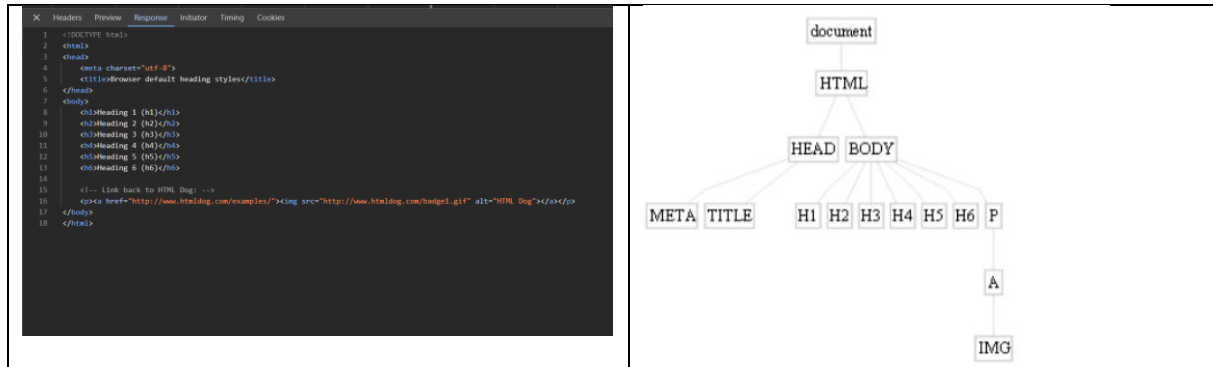 × Headers Preview Response Initiator Timing Cookies
1 <!DOCTYPE html>
2 <html>
3 <head>
4 <meta charset="utf-8">
5 <title>Browser default heading styles</title>
6 </head>
7 <body>
8 <h1>Heading 1 (h1)</h1>
9 <h2>Heading 2 (h2)</h2>
10 <h3>Heading 3 (h3)</h3>
11 <h4>Heading 4 (h4)</h4>
12 <h5>Heading 5 (h5)</h5>
13 <h6>Heading 6 (h6)</h6>
14
15 <!-- Link back to HTML Dog: -->
16 <p><a href="http://www.htmldog.com/examples/"><img src="http://www.htmldog.com/badge1.gif" alt="HTML Dog"></a></p>
17 </body>
18 </html>
document
HTML
HEAD BODY
META TITLE H1 H2 H3 H4 H5 H6 P
A
IMG